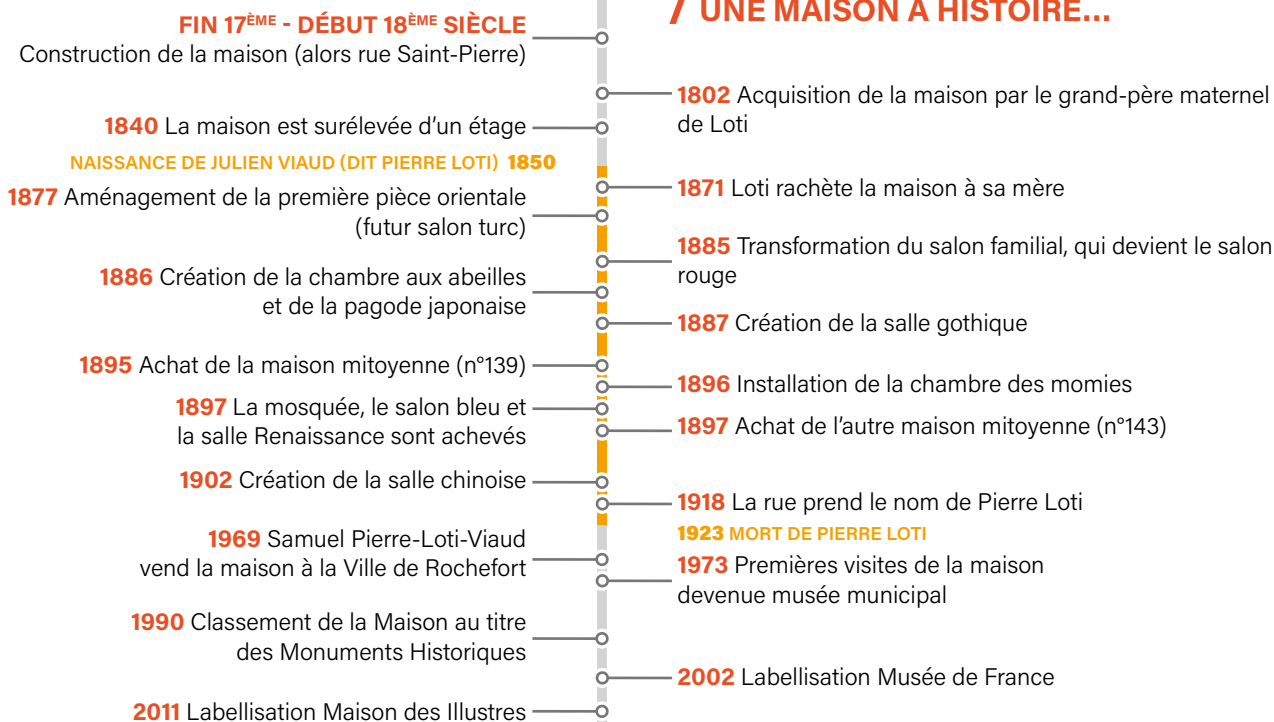 / UNE MAISON À HISTOIRE...
FIN 17ÈME - DÉBUT 18ÈME SIÈCLE
Construction de la maison (alors rue Saint-Pierre)
1802 Acquisition de la maison par le grand-père maternel
de Loti
1840 La maison est surélevée d'un étage
NAISSANCE DE JULIEN VIAUD (DIT PIERRE LOTI) 1850
1871 Loti rachète la maison à sa mère
1877 Aménagement de la première pièce orientale
(futur salon turc)
1885 Transformation du salon familial, qui devient le salon
rouge
1886 Création de la chambre aux abeilles
et de la pagode japonaise
1887 Création de la salle gothique
1895 Achat de la maison mitoyenne (n°139)
1896 Installation de la chambre des momies
1897 La mosquée, le salon bleu et
la salle Renaissance sont achevés
1897 Achat de l'autre maison mitoyenne (n°143)
1902 Création de la salle chinoise
1918 La rue prend le nom de Pierre Loti
1923 MORT DE PIERRE LOTI
1969 Samuel Pierre-Loti-Viaud
vend la maison à la Ville de Rochefort
1973 Premières visites de la maison
devenue musée municipal
1990 Classement de la Maison au titre
des Monuments Historiques
2002 Labellisation Musée de France
2011 Labellisation Maison des Illustres